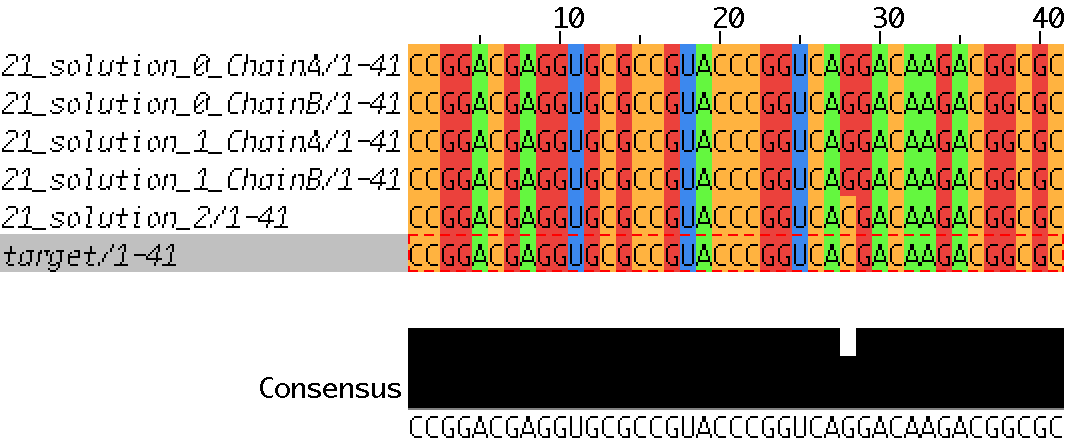 10 20 30 40
21_solution_0_ChainA/1-41 CCGGACGAGGUGCGCCGUACCCGGUCAGGACAAGACGGCGC
21_solution_0_ChainB/1-41 CCGGACGAGGUGCGCCGUACCCGGUCAGGACAAGACGGCGC
21_solution_1_ChainA/1-41 CCGGACGAGGUGCGCCGUACCCGGUCAGGACAAGACGGCGC
21_solution_1_ChainB/1-41 CCGGACGAGGUGCGCCGUACCCGGUCAGGACAAGACGGCGC
21_solution_2/1-41 CCGGACGAGGUGCGCCGUACCCGGUCACGACAAGACGGCGC
target/1-41 CCGGACGAGGUGCGCCGUACCCGGUCACGACAAGACGGCGC
Consensus
CCGGACGAGGUGCGCCGUACCCGGUCAGGACAAGACGGCGC